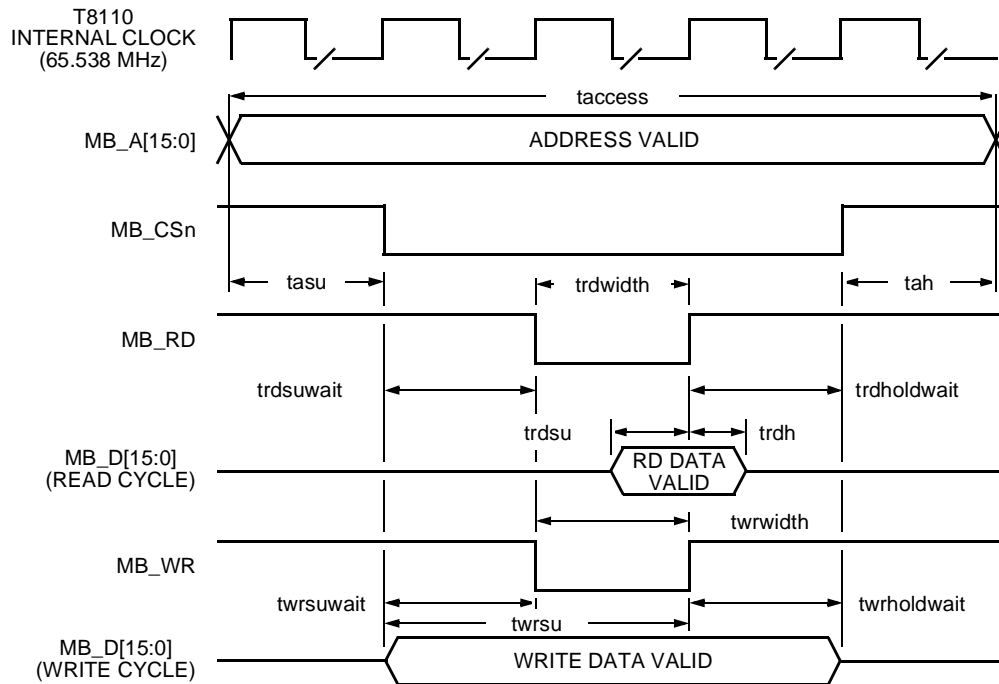 T8110
INTERNAL CLOCK
(65.538 MHz)
taccess
MB_A[15:0]
ADDRESS VALID
MB_CSn
tasu
trdwidth
tah
MB_RD
trdsuwait
trdholdwait
trdsu
trdh
MB_D[15:0]
(READ CYCLE)
RD DATA
VALID
twrwidth
MB_WR
twrsuwait
twrholdwait
twrsu
MB_D[15:0]
(WRITE CYCLE)
WRITE DATA VALID